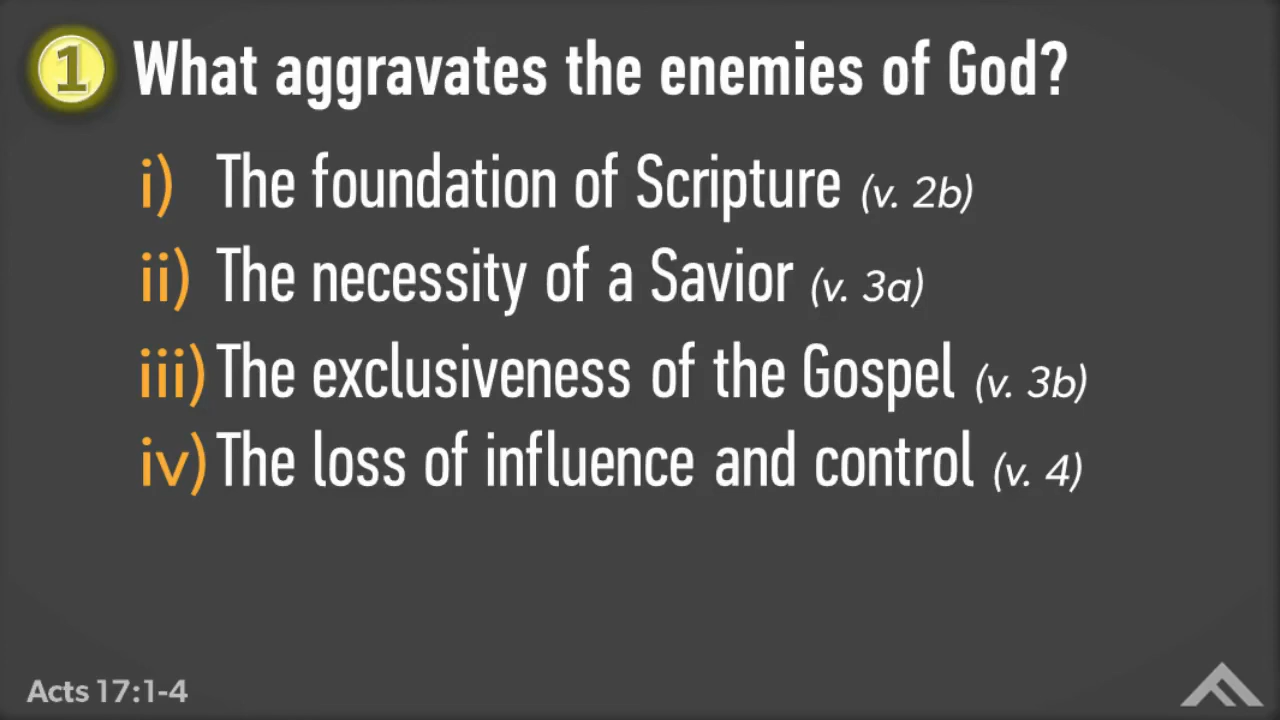 1 What aggravates the enemies of God?
i) The foundation of Scripture (v. 2b)
ii) The necessity of a Savior (v. 3a)
iii) The exclusiveness of the Gospel (v. 3b)
iv) The loss of influence and control (v. 4)
Acts 17:1-4